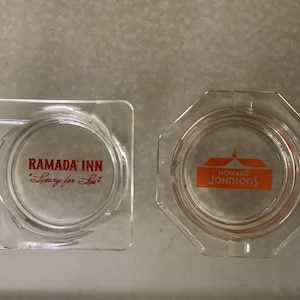 RAMADA INN
"Luxury for Less"
HOWARD
JOHNSON'S